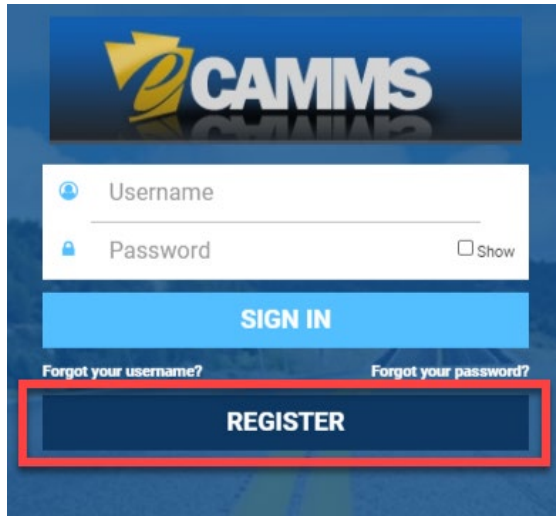 eCAMMS
Username
Password
Show
SIGN IN
Forgot your username? Forgot your password?
REGISTER